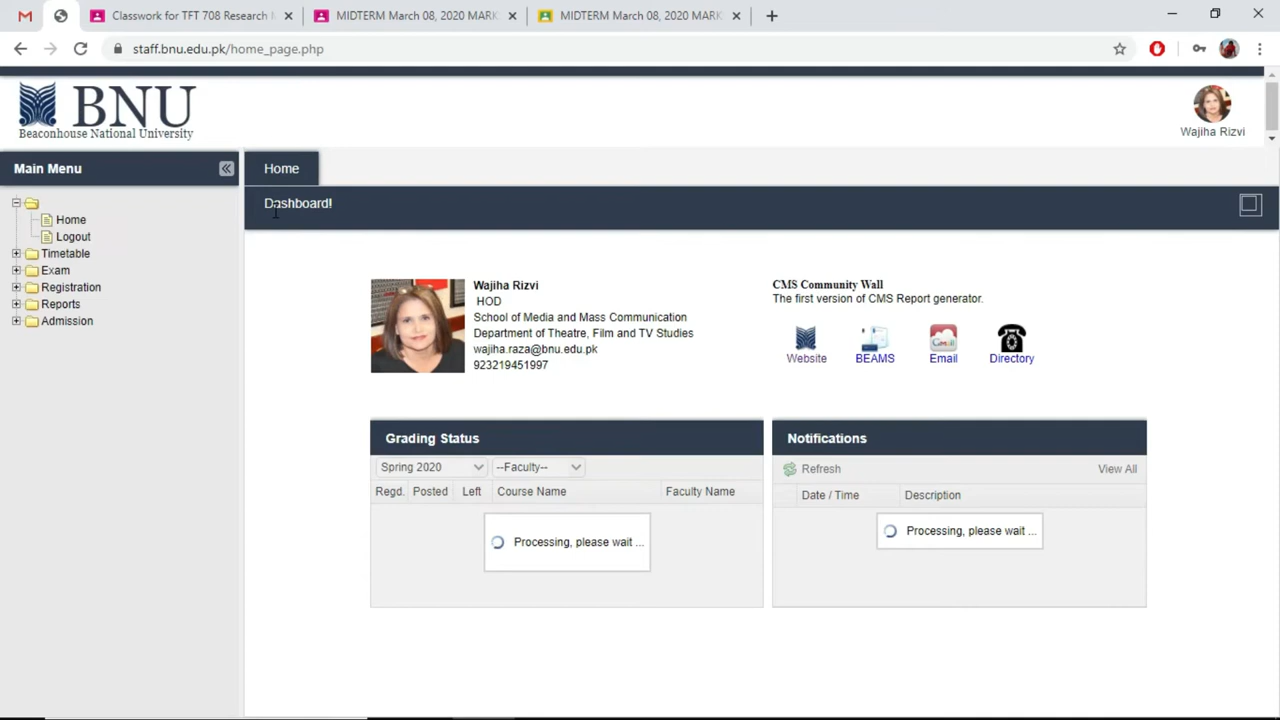 Classwork for TFT 708 Research M
MIDTERM March 08, 2020 MARK
MIDTERM March 08, 2020 MARK
staff.bnu.edu.pk/home_page.php
BNU
Beaconhouse National University
Wajiha Rizvi
Main Menu
Home
Dashboard!
Home
Logout
Timetable
Exam
Registration
Reports
Admission
Wajiha Rizvi
HOD
School of Media and Mass Communication
Department of Theatre, Film and TV Studies
wajiha.raza@bnu.edu.pk
923219451997
CMS Community Wall
The first version of CMS Report generator.
Website BEAMS Email Directory
Grading Status
Spring 2020 --Faculty--
Regd. Posted Left Course Name Faculty Name
Processing, please wait ...
Notifications
Refresh View All
Date / Time Description
Processing, please wait ...